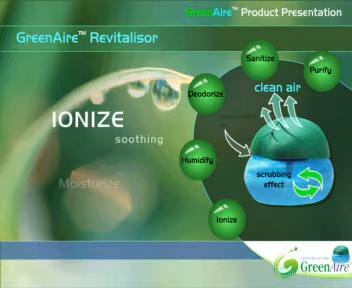 GreenAire™ Product Presentation
GreenAire™ Revitalisor
Sanitize
Purify
Deodorize
clean air
IONIZE
soothing
Humidify
scrubbing
effect
Moisturize
Ionize
GreenAire